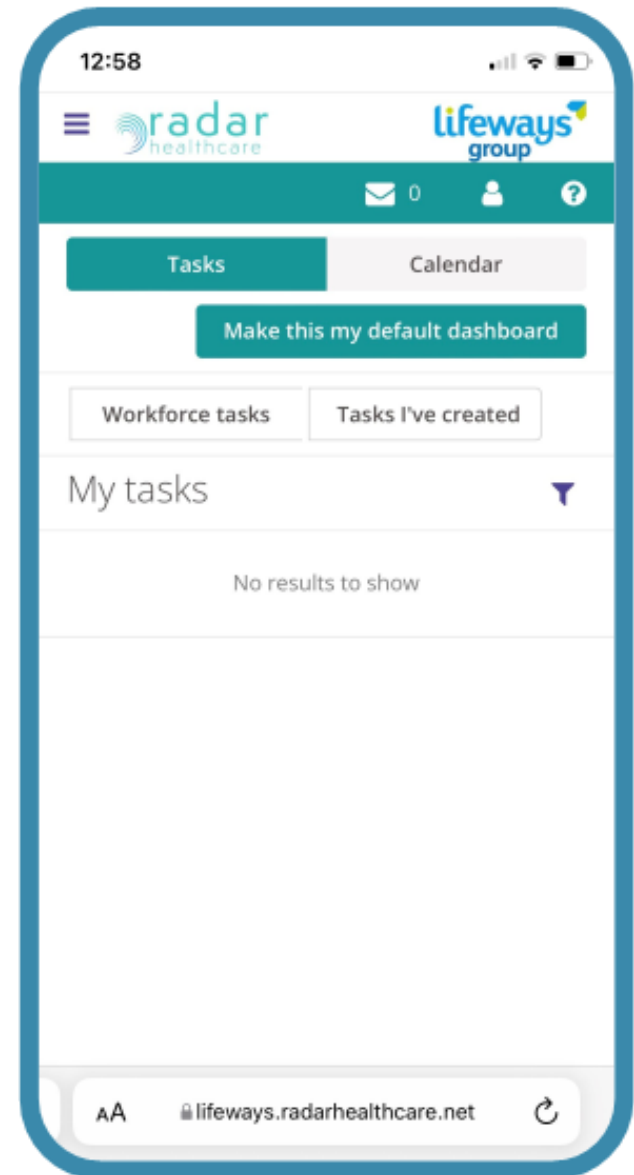 12:58
radar
healthcare
lifeways
group
0
?
Tasks
Calendar
Make this my default dashboard
Workforce tasks
Tasks I've created
My tasks
No results to show
AA
lifeways.radarhealthcare.net